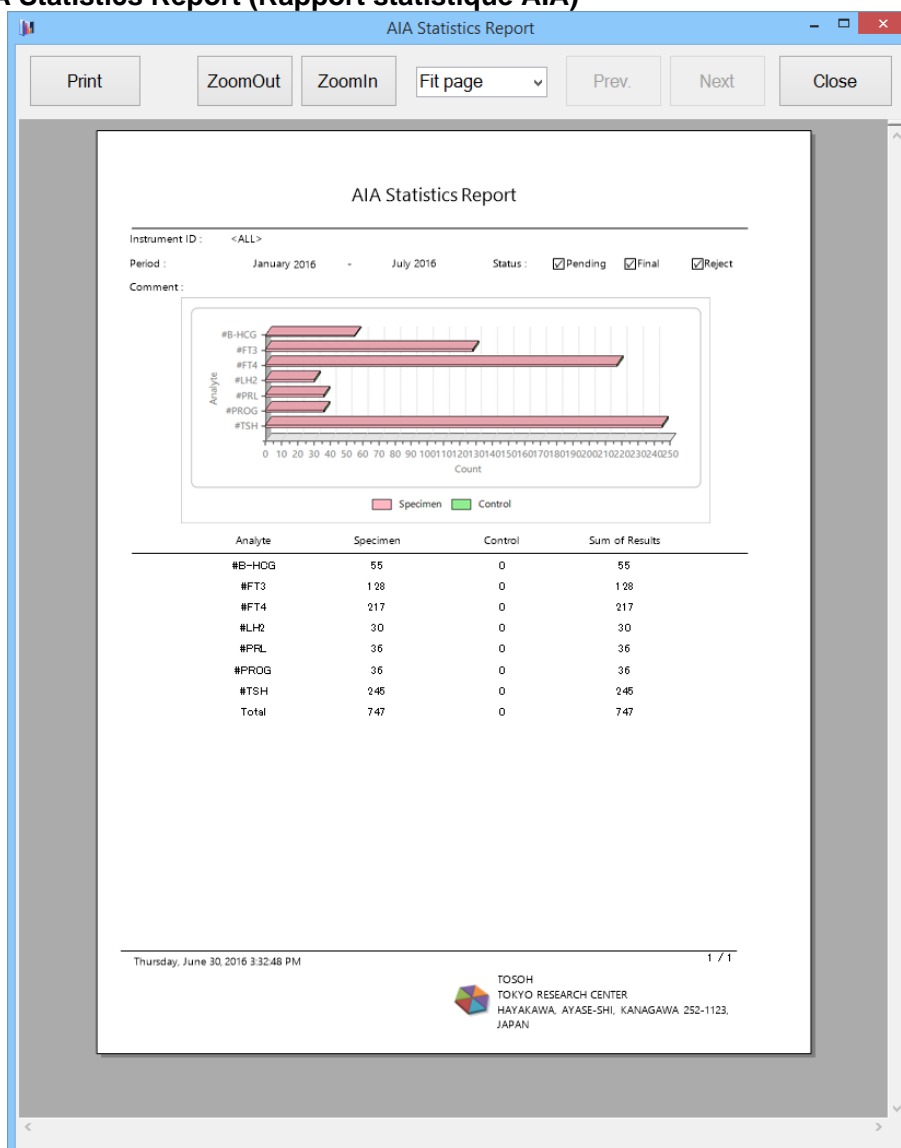 A Statistics Report (Rapport statistique AIA)
AIA Statistics Report
Print ZoomOut ZoomIn Fit page Prev. Next Close
AIA Statistics Report
Instrument ID : <ALL>
Period : January 2016 - July 2016 Status : Pending Final Reject
Comment :
Analyte
#B-HCG
#FT3
#FT4
#LH2
#PRL
#PROG
#TSH
0 10 20 30 40 50 60 70 80 90 100110120130140150160170180190200210220230240250
Count
Specimen Control
Analyte Specimen Control Sum of Results
#B-HCG 55 0 55
#FT3 128 0 128
#FT4 217 0 217
#LH2 30 0 30
#PRL 36 0 36
#PROG 36 0 36
#TSH 245 0 245
Total 747 0 747
Thursday, June 30, 2016 3:32:48 PM 1 / 1
TOSOH
TOKYO RESEARCH CENTER
HAYAKAWA, AYASE-SHI, KANAGAWA 252-1123,
JAPAN